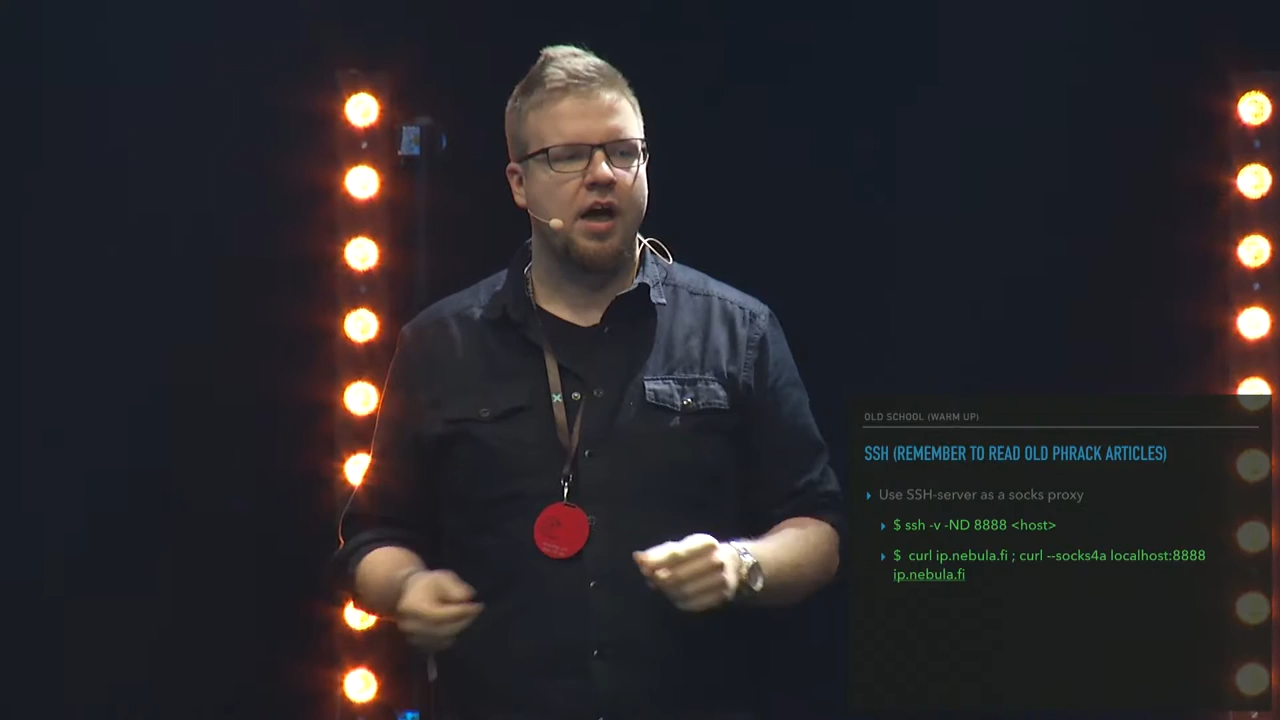 OLD SCHOOL (WARM UP)
SSH (REMEMBER TO READ OLD PHRACK ARTICLES)
Use SSH-server as a socks proxy
$ ssh -v -ND 8888 <host>
$ curl ip.nebula.fi ; curl --socks4a localhost:8888
ip.nebula.fi